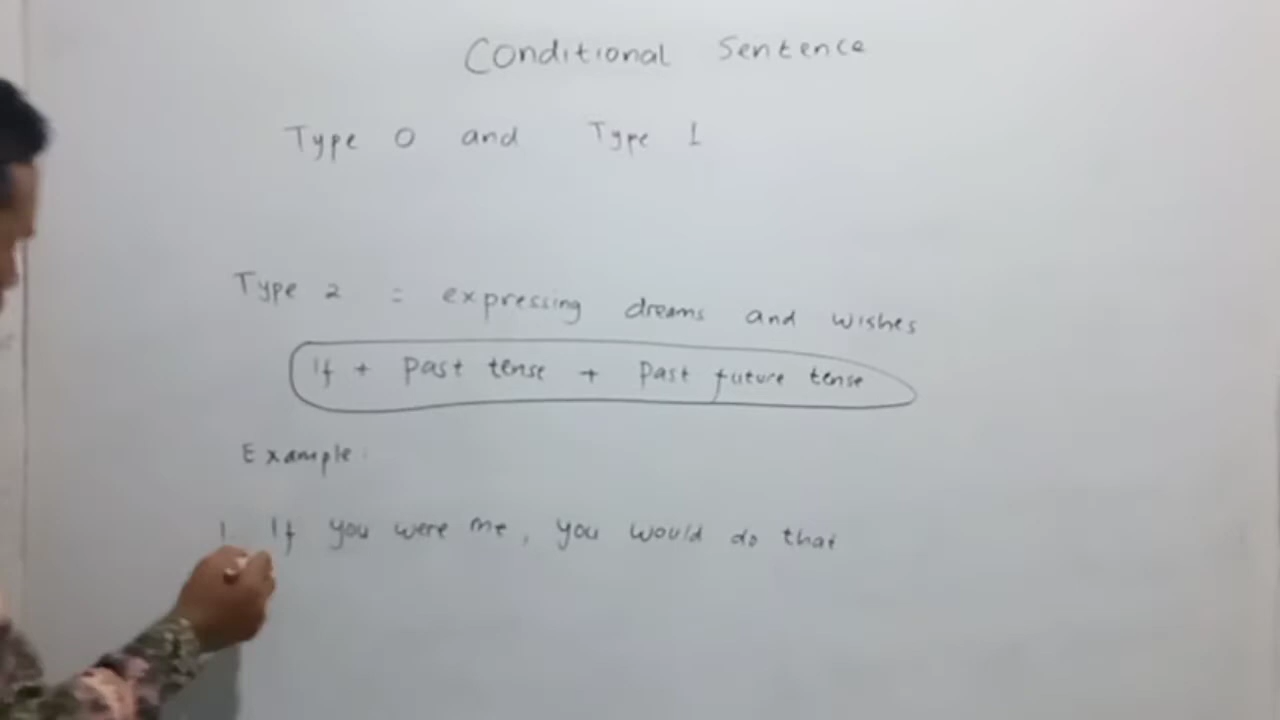 Conditional Sentence
Type 0 and Type 1
Type 2 = expressing dreams and wishes
If + Past tense + Past future tense
Example:
1. If you were me, you would do that